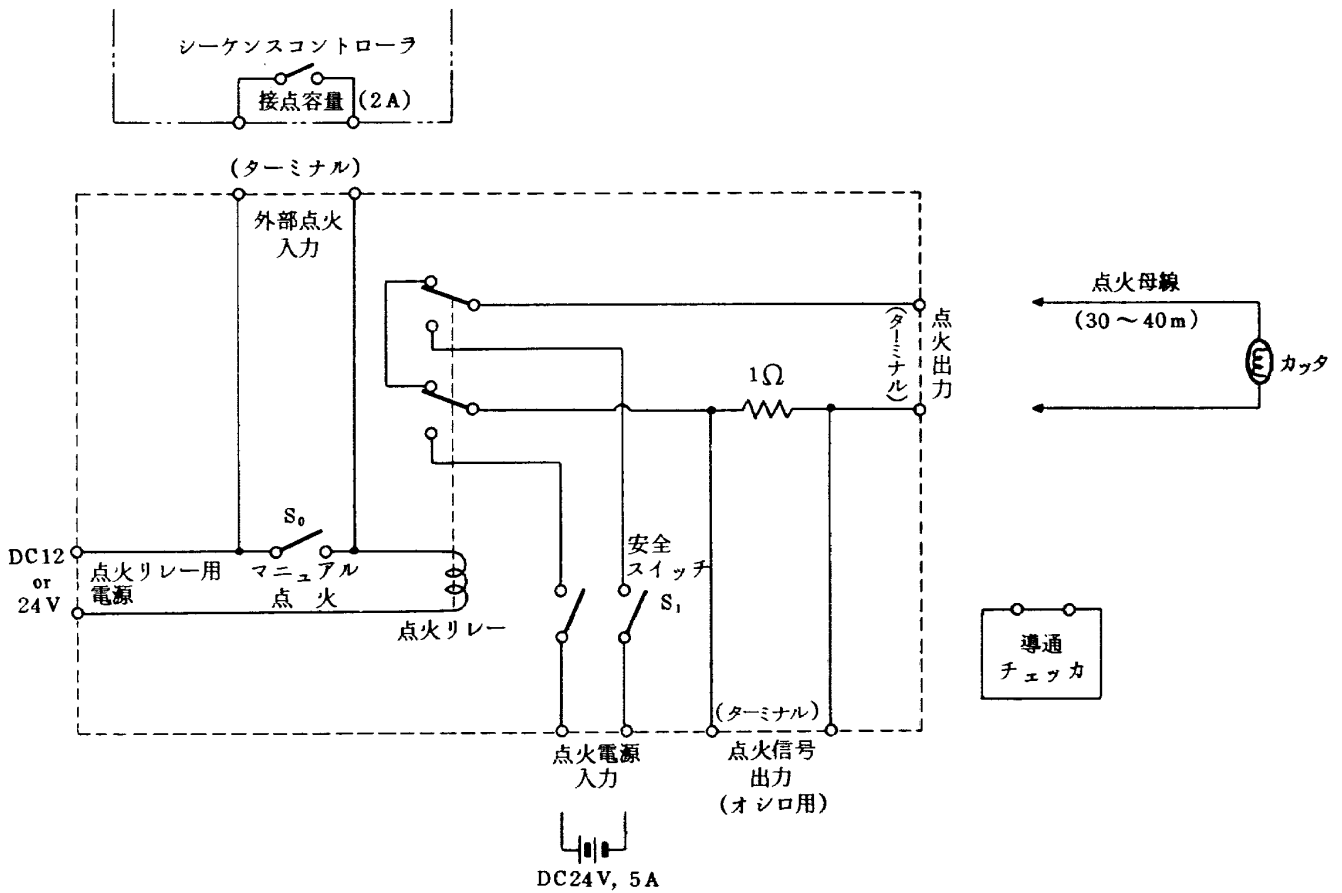 シーケンスコントローラ
接点容量 (2A)
(ターミナル)
外部点火
入力
点火母線
(30～40m)
カッタ
(ターミナル)
点火出力
1Ω
S₀
DC12
or
24V
点火リレー用
電源
マニュアル
点火
点火リレー
安全
スイッチ
S₁
導通
チェッカ
(ターミナル)
点火電源
入力
点火信号
出力
(オシロ用)
DC24V, 5A